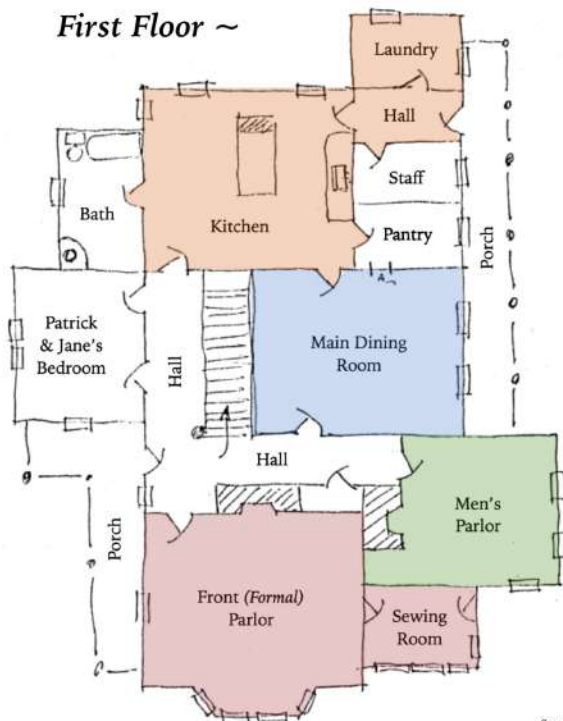 First Floor ~
Laundry
Hall
Staff
Bath
Kitchen
Pantry
Porch
Patrick
& Jane's
Bedroom
Hall
Main Dining
Room
Hall
Men's
Parlor
Porch
Front (Formal)
Parlor
Sewing
Room